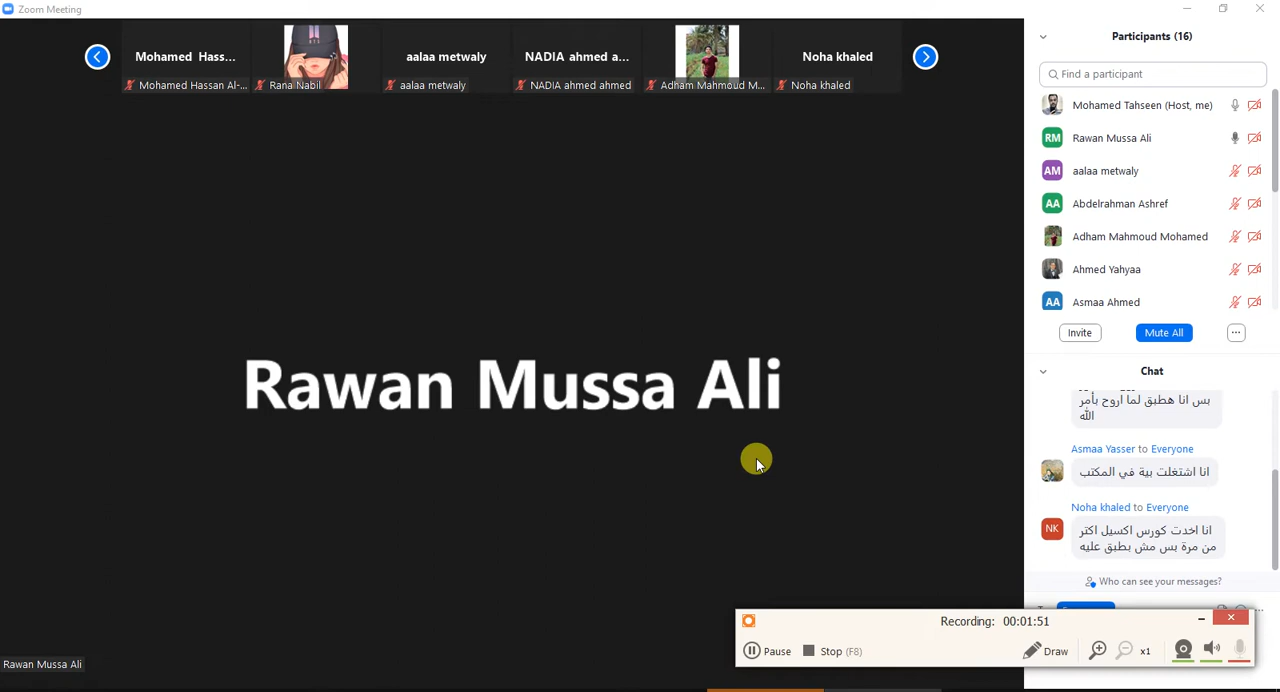 Zoom Meeting
Mohamed Hass...
aalaa metwaly
NADIA ahmed a...
Noha khaled
Mohamed Hassan Al-...
Rana Nabil
aalaa metwaly
NADIA ahmed ahmed
Adham Mahmoud M...
Noha khaled
Rawan Mussa Ali
Rawan Mussa Ali
Participants (16)
Find a participant
Mohamed Tahseen (Host, me)
RM Rawan Mussa Ali
AM aalaa metwaly
AA Abdelrahman Ashref
Adham Mahmoud Mohamed
Ahmed Yahyaa
AA Asmaa Ahmed
Invite
Mute All
Chat
بس انا هطبق لما اروح بأمر
الله
Asmaa Yasser to Everyone
انا اشتغلت بية في المكتب
Noha khaled to Everyone
NK
انا اخدت كورس اكسيل اكتر
من مرة بس مش بطبق عليه
Who can see your messages?
Recording: 00:01:51
Pause
Stop (F8)
Draw
x1